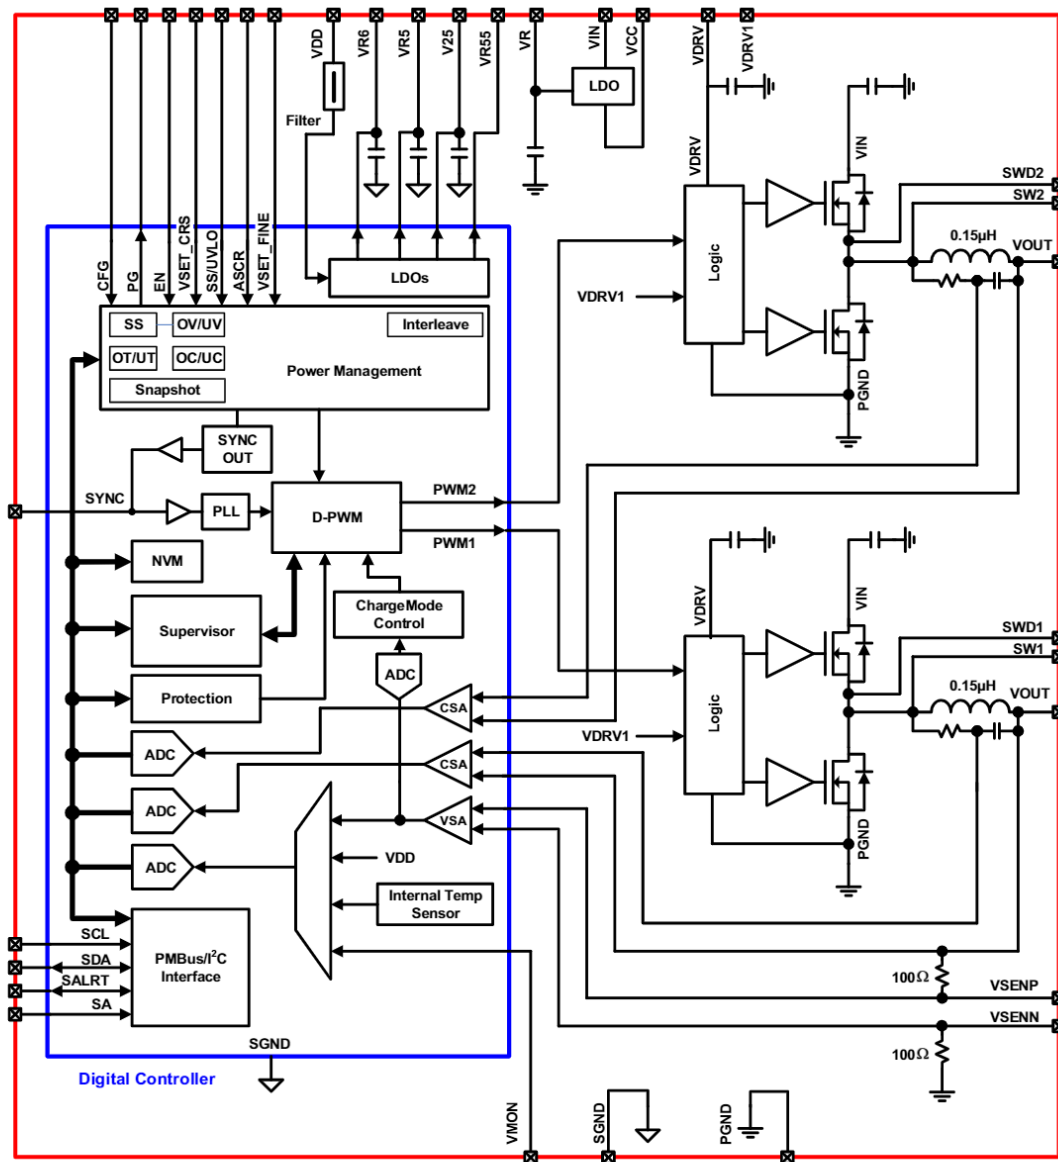 VDD
VR6
VR5
V25
VR55
VR
VIN
VCC
VDRV
VDRV1
LDO
Filter
VDRV
VIN
SWD2
SW2
0.15µH
VOUT
Logic
VDRV1
PGND
CFG
PG
EN
VSET_CRS
SS/UVLO
ASCR
VSET_FINE
LDOs
SS
OV/UV
Interleave
OT/UT
OC/UC
Power Management
Snapshot
SYNC
OUT
SYNC
PLL
D-PWM
PWM2
PWM1
NVM
ChargeMode
Control
Supervisor
ADC
Protection
CSA
ADC
CSA
ADC
VSA
ADC
VDD
Internal Temp
Sensor
VDRV
VIN
SWD1
SW1
0.15µH
VOUT
Logic
VDRV1
PGND
SCL
SDA
SALRT
SA
PMBus/I²C
Interface
100Ω
VSENP
VSENN
100Ω
SGND
Digital Controller
VMON
SGND
PGND